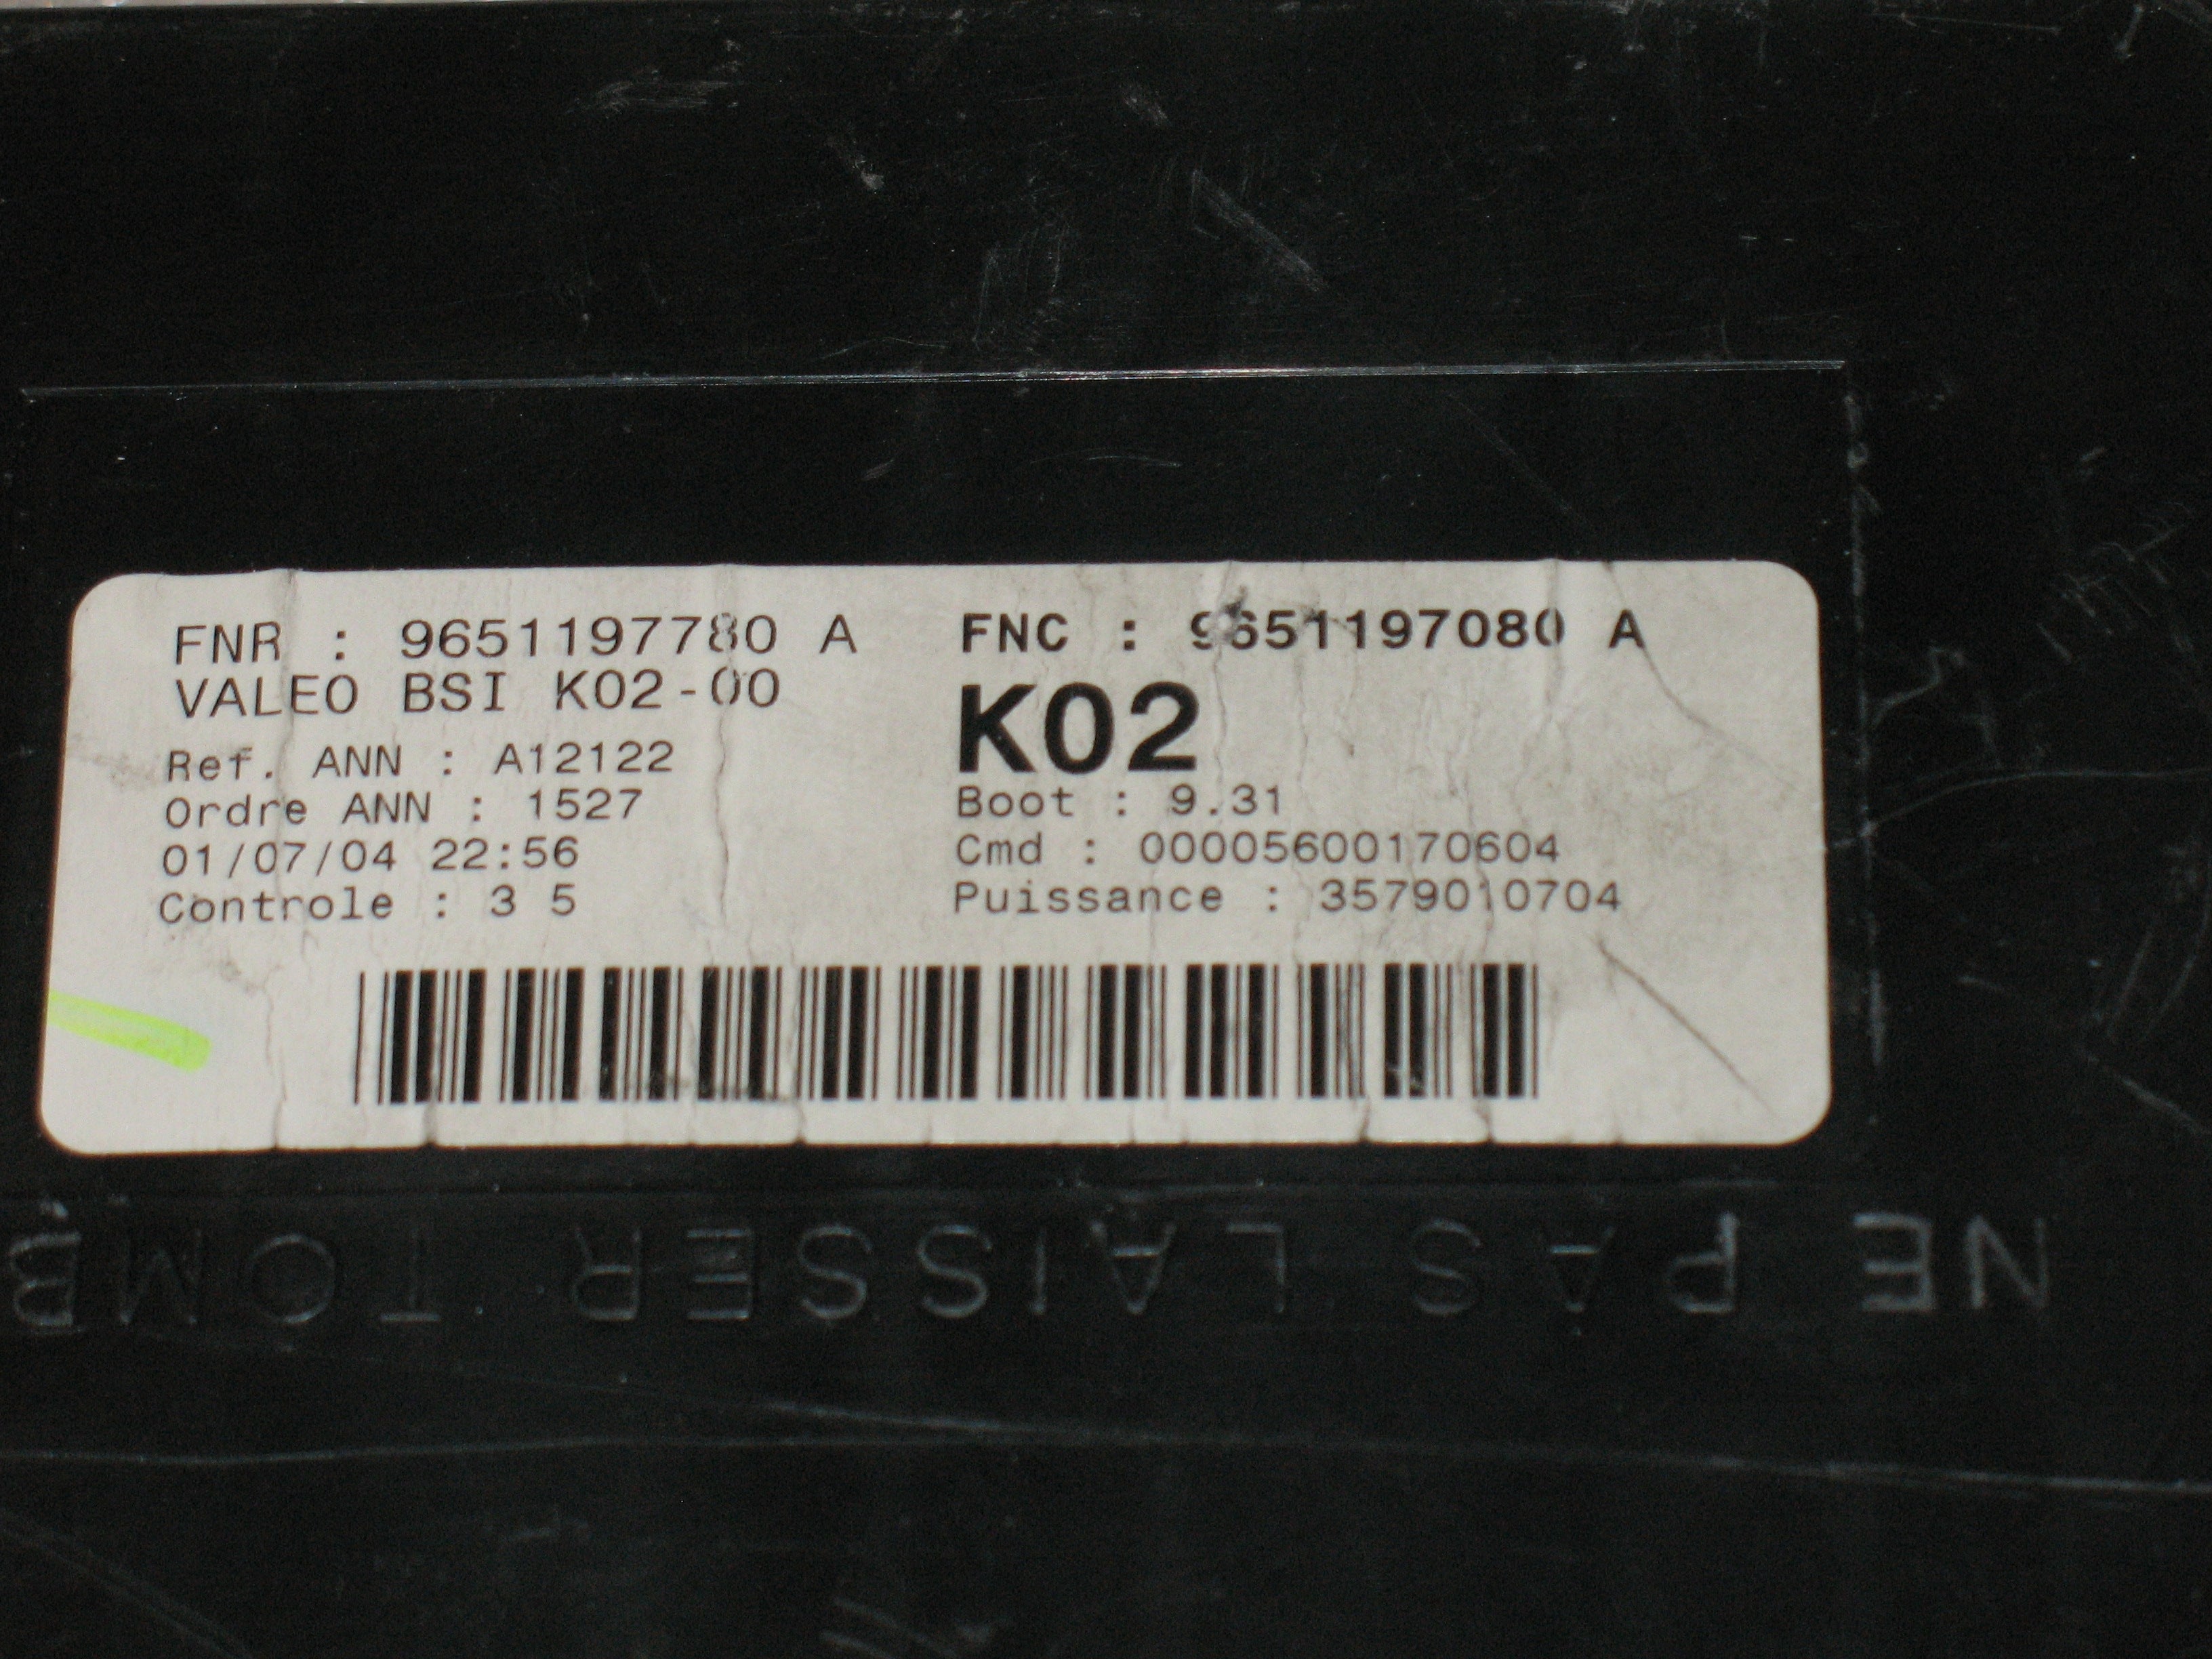 FNR : 9651197780 A
VALEO BSI K02-00
Ref. ANN : A12122
Ordre ANN : 1527
01/07/04 22:56
Controle : 3 5
FNC : 9651197080 A
K02
Boot : 9.31
Cmd : 00005600170604
Puissance : 3579010704
NE PAS LAISSER TOMB